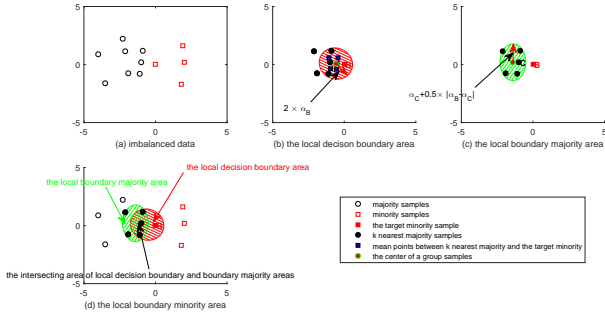 5
0
-5
-5
0
5
(a) imbalanced data
5
0
-5
2 × α_B
-5
0
5
(b) the local decison boundary area
5
0
-5
α_C+0.5× |α_B-α_C|
-5
0
5
(c) the local boundary majority area
5
0
-5
the local decision boundary area
the local boundary majority area
the intersecting area of local decision boundary and boundary majority areas
-5
0
5
(d) the local boundary minority area
majority samples
minority samples
the target minority sample
k nearest majority samples
mean points between k nearest majority and the target minority
the center of a group samples